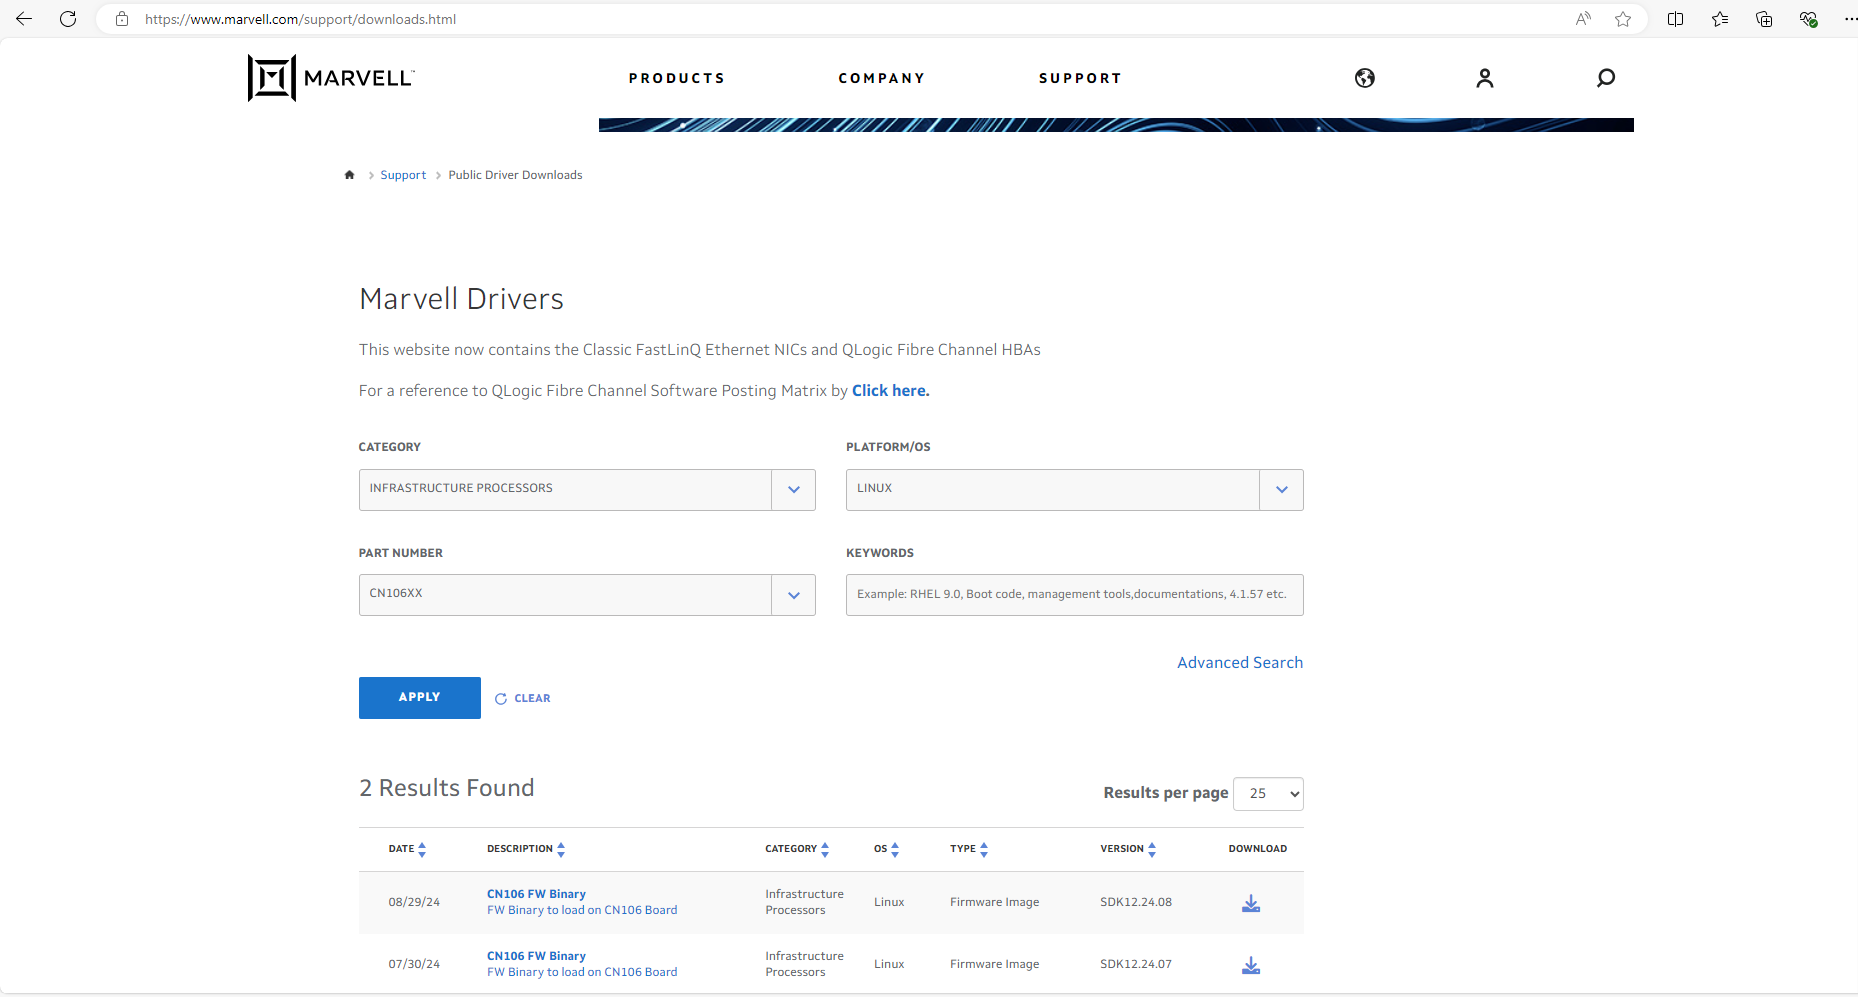 https://www.marvell.com/support/downloads.html
MARVELL™
PRODUCTS
COMPANY
SUPPORT
Support
Public Driver Downloads
Marvell Drivers
This website now contains the Classic FastLinQ Ethernet NICs and QLogic Fibre Channel HBAs
For a reference to QLogic Fibre Channel Software Posting Matrix by Click here.
CATEGORY
PLATFORM/OS
INFRASTRUCTURE PROCESSORS
LINUX
PART NUMBER
KEYWORDS
CN106XX
Example: RHEL 9.0, Boot code, management tools,documentations, 4.1.57 etc.
Advanced Search
APPLY
CLEAR
2 Results Found
Results per page 25
DATE DESCRIPTION CATEGORY OS TYPE VERSION DOWNLOAD
08/29/24
CN106 FW Binary
FW Binary to load on CN106 Board
Infrastructure
Processors
Linux
Firmware Image
SDK12.24.08
07/30/24
CN106 FW Binary
FW Binary to load on CN106 Board
Infrastructure
Processors
Linux
Firmware Image
SDK12.24.07